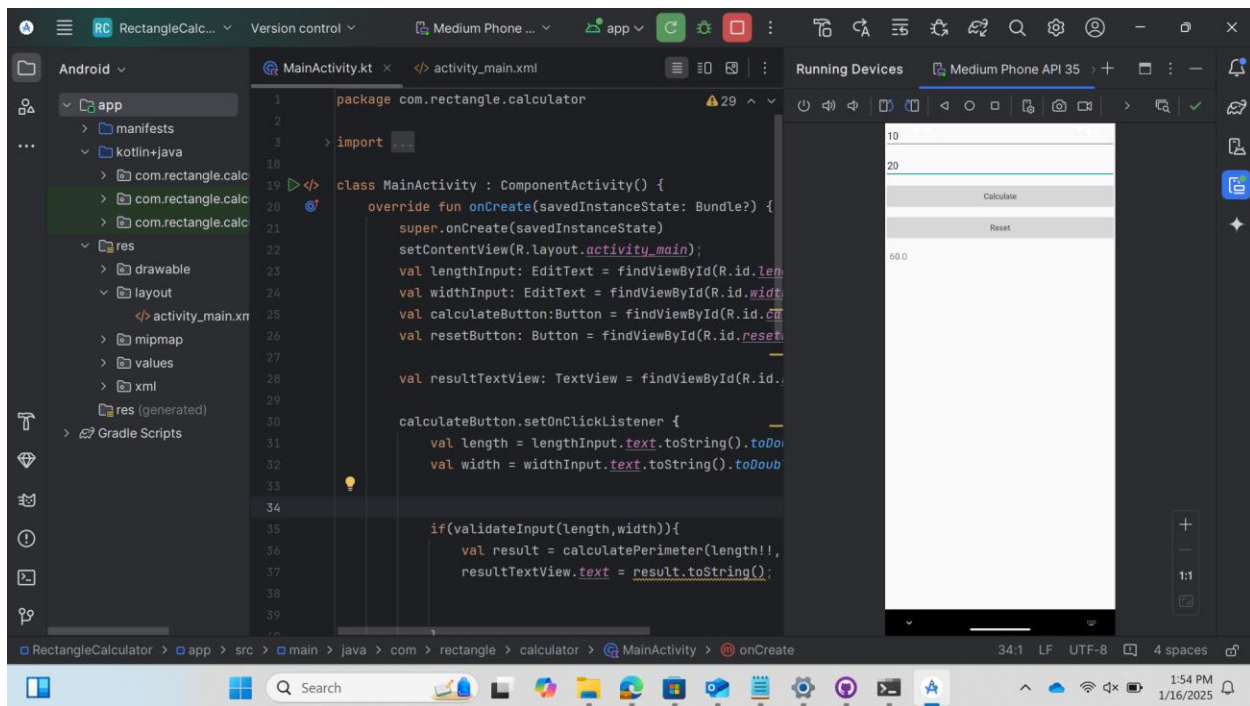 RC RectangleCalc... Version control Medium Phone ... app
Android
app
manifests
kotlin+java
com.rectangle.calc
com.rectangle.calc
com.rectangle.calc
res
drawable
layout
activity_main.xm
mipmap
values
xml
res (generated)
Gradle Scripts
MainActivity.kt × activity_main.xml
29
1 package com.rectangle.calculator
2
3 import ...
18
19 class MainActivity : ComponentActivity() {
20 override fun onCreate(savedInstanceState: Bundle?) {
21 super.onCreate(savedInstanceState)
22 setContentView(R.layout.activity_main);
23 val lengthInput: EditText = findViewById(R.id.len
24 val widthInput: EditText = findViewById(R.id.widt
25 val calculateButton:Button = findViewById(R.id.ca
26 val resetButton: Button = findViewById(R.id.reset
27
28 val resultTextView: TextView = findViewById(R.id.
29
30 calculateButton.setOnClickListener {
31 val length = lengthInput.text.toString().toDou
32 val width = widthInput.text.toString().toDoub
33
34
35 if(validateInput(length,width)){
36 val result = calculatePerimeter(length!!,
37 resultTextView.text = result.toString();
38
39
}
Running Devices Medium Phone API 35
10
20
Calculate
Reset
60.0
1:1
RectangleCalculator > app > src > main > java > com > rectangle > calculator > MainActivity > onCreate
34:1 LF UTF-8 4 spaces
Search
1:54 PM
1/16/2025